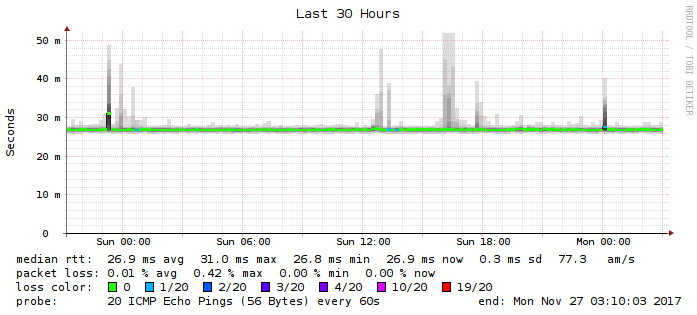 Last 30 Hours
RRDTOOL / TOBI OETIKER
Seconds
50 m
40 m
30 m
20 m
10 m
0
Sun 00:00 Sun 06:00 Sun 12:00 Sun 18:00 Mon 00:00
median rtt: 26.9 ms avg 31.0 ms max 26.8 ms min 26.9 ms now 0.3 ms sd 77.3 am/s
packet loss: 0.01 % avg 0.42 % max 0.00 % min 0.00 % now
loss color: 0 1/20 2/20 3/20 4/20 10/20 19/20
probe: 20 ICMP Echo Pings (56 Bytes) every 60s end: Mon Nov 27 03:10:03 2017